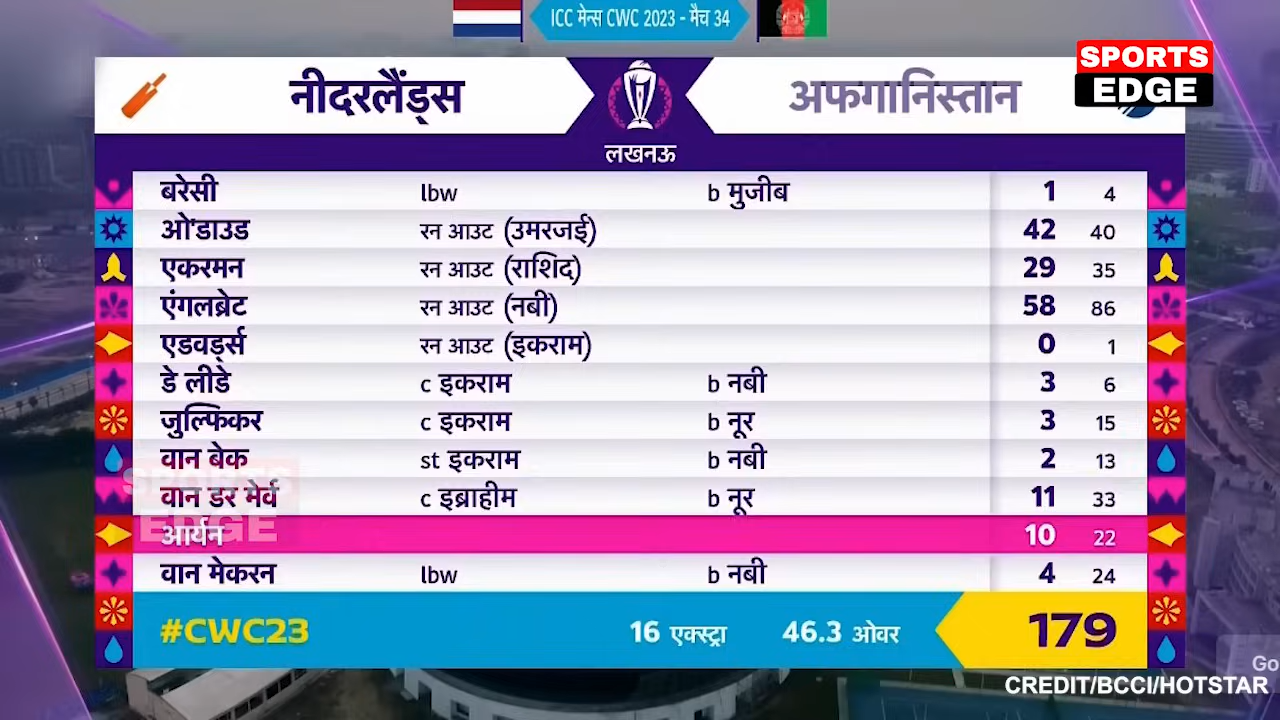 ICC मेन्स CWC 2023 - मैच 34
SPORTS
EDGE
नीदरलैंड्स अफगानिस्तान
लखनऊ
बरेसी lbw b मुजीब 1 4
ओ'डाउड रन आउट (उमरजई) 42 40
एकरमन रन आउट (राशिद) 29 35
एंगलब्रेट रन आउट (नबी) 58 86
एडवर्ड्स रन आउट (इकराम) 0 1
डे लीडे c इकराम b नबी 3 6
जुल्फिकर c इकराम b नूर 3 15
वान बेक st इकराम b नबी 2 13
SPORTS
वान डर मेर्व c इब्राहीम b नूर 11 33
EDGE
आर्यन 10 22
वान मेकरन lbw b नबी 4 24
#CWC23 16 एक्स्ट्रा 46.3 ओवर 179
Go
CREDIT/BCCI/HOTSTAR